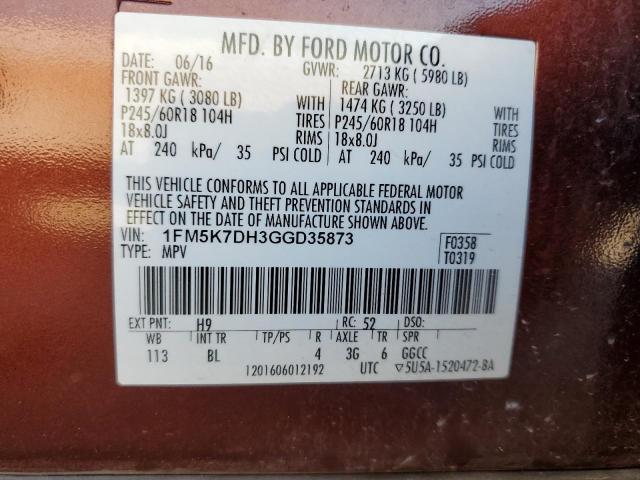 MFD. BY FORD MOTOR CO.
DATE: 06/16 GVWR: 2713 KG ( 5980 LB)
FRONT GAWR: REAR GAWR:
1397 KG ( 3080 LB) WITH 1474 KG ( 3250 LB) WITH
P245/60R18 104H TIRES P245/60R18 104H TIRES
18x8.0J RIMS 18x8.0J RIMS
AT 240 kPa/ 35 PSI COLD AT 240 kPa/ 35 PSI COLD
THIS VEHICLE CONFORMS TO ALL APPLICABLE FEDERAL MOTOR
VEHICLE SAFETY AND THEFT PREVENTION STANDARDS IN
EFFECT ON THE DATE OF MANUFACTURE SHOWN ABOVE.
VIN: 1FM5K7DH3GGD35873 F0358
TYPE: MPV T0319
EXT PNT: H9 RC: 52 DSO:
WB INT TR TP/PS R AXLE TR SPR
113 BL 4 3G 6 GGCC
1201606012192 UTC ▽5U5A-1520472-BA